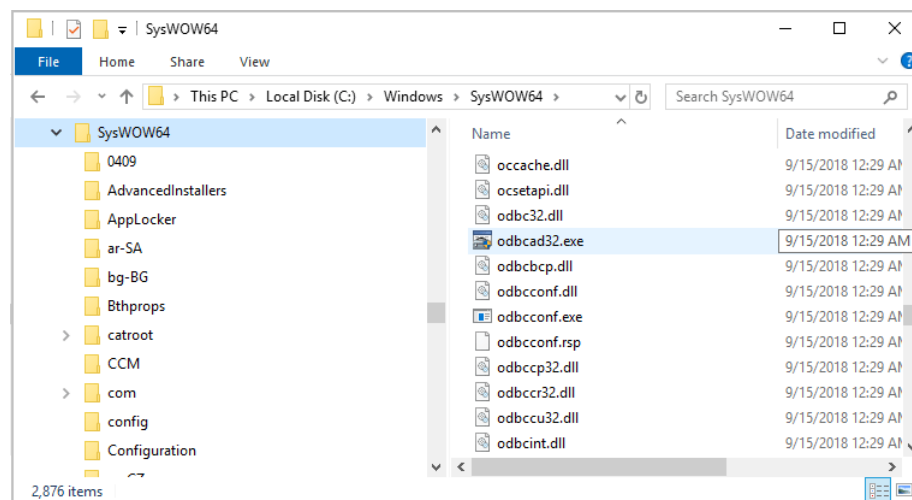 SysWOW64
File Home Share View
This PC > Local Disk (C:) > Windows > SysWOW64 > Search SysWOW64
SysWOW64
0409
AdvancedInstallers
AppLocker
ar-SA
bg-BG
Bthprops
catroot
CCM
com
config
Configuration
Name Date modified
occache.dll 9/15/2018 12:29 AM
ocsetapi.dll 9/15/2018 12:29 AM
odbc32.dll 9/15/2018 12:29 AM
odbcad32.exe 9/15/2018 12:29 AM
odbcbcp.dll 9/15/2018 12:29 AM
odbcconf.dll 9/15/2018 12:29 AM
odbcconf.exe 9/15/2018 12:29 AM
odbcconf.rsp 9/15/2018 12:29 AM
odbccp32.dll 9/15/2018 12:29 AM
odbccr32.dll 9/15/2018 12:29 AM
odbccu32.dll 9/15/2018 12:29 AM
odbcint.dll 9/15/2018 12:29 AM
2,876 items